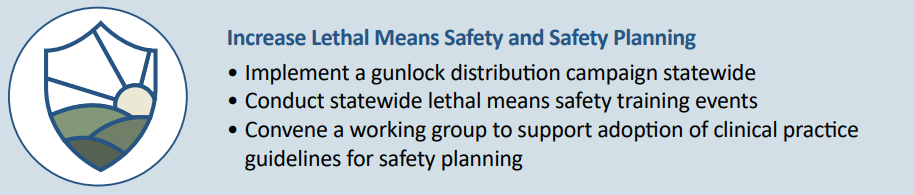 Increase Lethal Means Safety and Safety Planning
• Implement a gunlock distribution campaign statewide
• Conduct statewide lethal means safety training events
• Convene a working group to support adoption of clinical practice
guidelines for safety planning